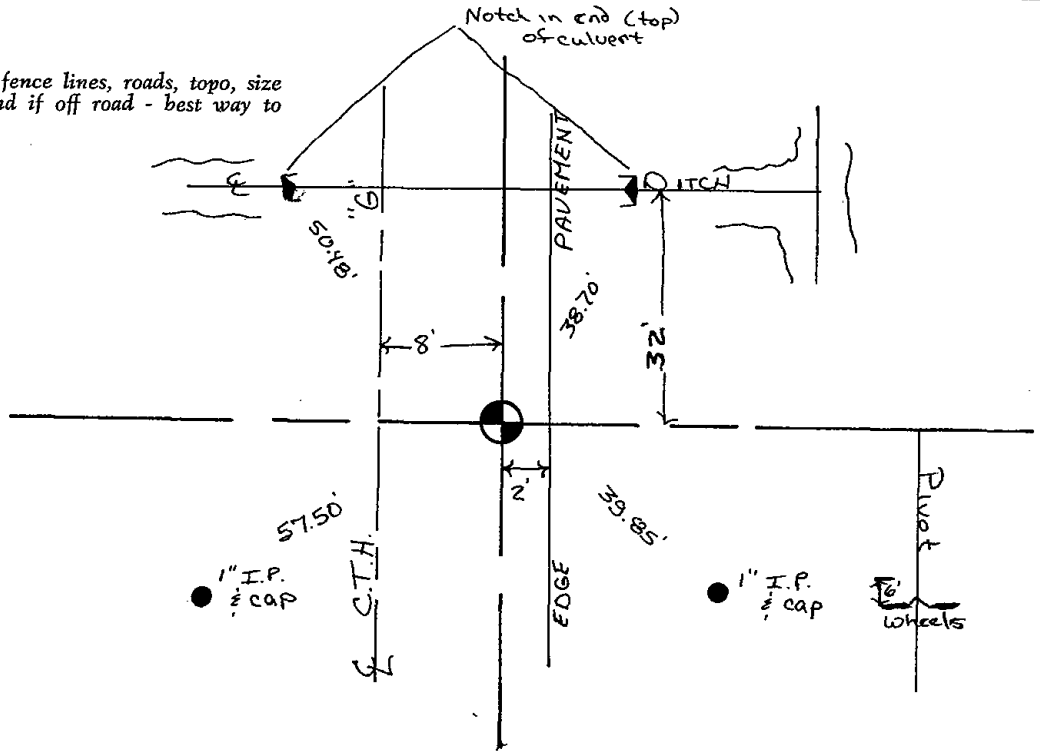 Notch in end (top)
of culvert
fence lines, roads, topo, size
nd if off road - best way to
℄
"G"
PAVEMENT
DITCH
50.48'
38.70'
8'
32'
2'
57.50'
39.85'
Pivot
℄ C.T.H.
EDGE
1" I.P.
& cap
1" I.P.
& cap
6'
wheels